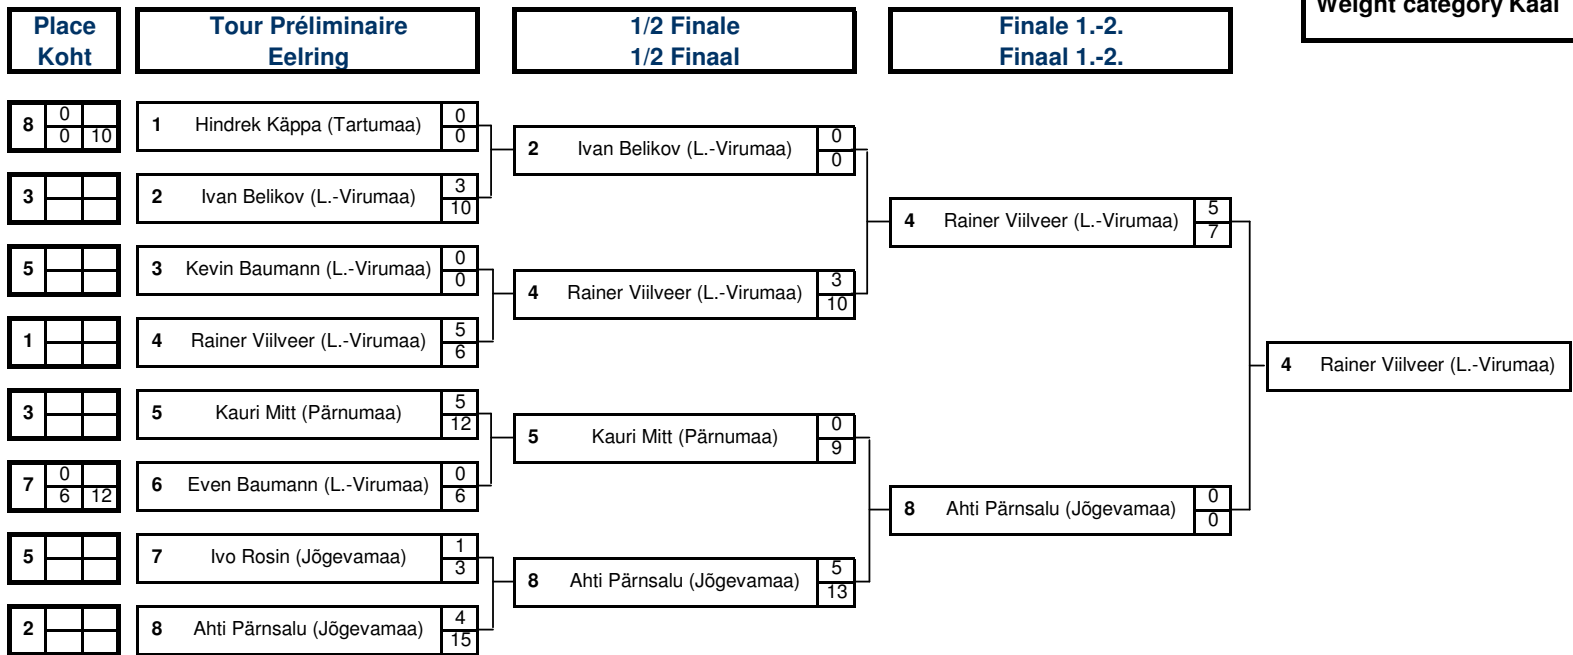 Weight category Kaal
Place
Koht
Tour Préliminaire
Eelring
1/2 Finale
1/2 Finaal
Finale 1.-2.
Finaal 1.-2.
8 0
0 10
1 Hindrek Käppa (Tartumaa) 0
0
2 Ivan Belikov (L.-Virumaa) 0
0
3
2 Ivan Belikov (L.-Virumaa) 3
10
4 Rainer Viilveer (L.-Virumaa) 5
7
5
3 Kevin Baumann (L.-Virumaa) 0
0
4 Rainer Viilveer (L.-Virumaa) 3
10
1
4 Rainer Viilveer (L.-Virumaa) 5
6
4 Rainer Viilveer (L.-Virumaa)
3
5 Kauri Mitt (Pärnumaa) 5
12
5 Kauri Mitt (Pärnumaa) 0
9
7 0
6 12
6 Even Baumann (L.-Virumaa) 0
6
8 Ahti Pärnsalu (Jõgevamaa) 0
0
5
7 Ivo Rosin (Jõgevamaa) 1
3
8 Ahti Pärnsalu (Jõgevamaa) 5
13
2
8 Ahti Pärnsalu (Jõgevamaa) 4
15